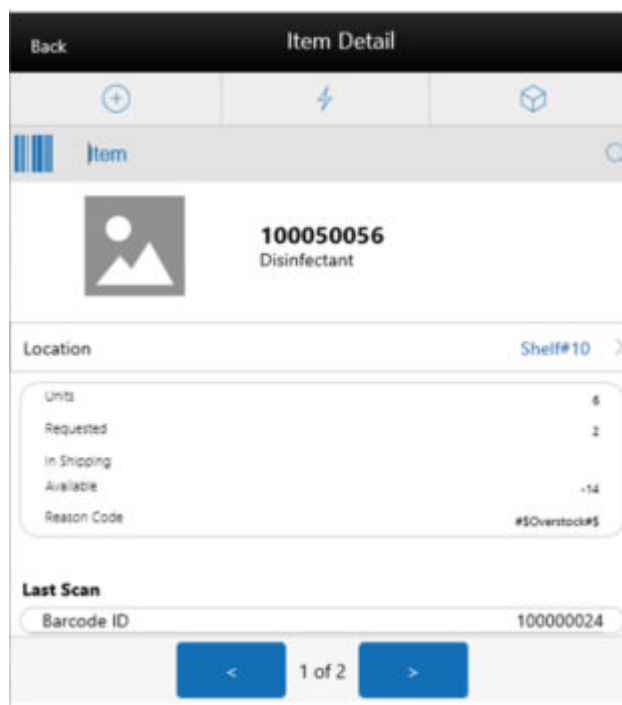 Back Item Detail
Item
100050056
Disinfectant
Location Shelf#10 >
Units 6
Requested 2
In Shipping
Available -14
Reason Code #$Overstock#$
Last Scan
Barcode ID 100000024
< 1 of 2 >